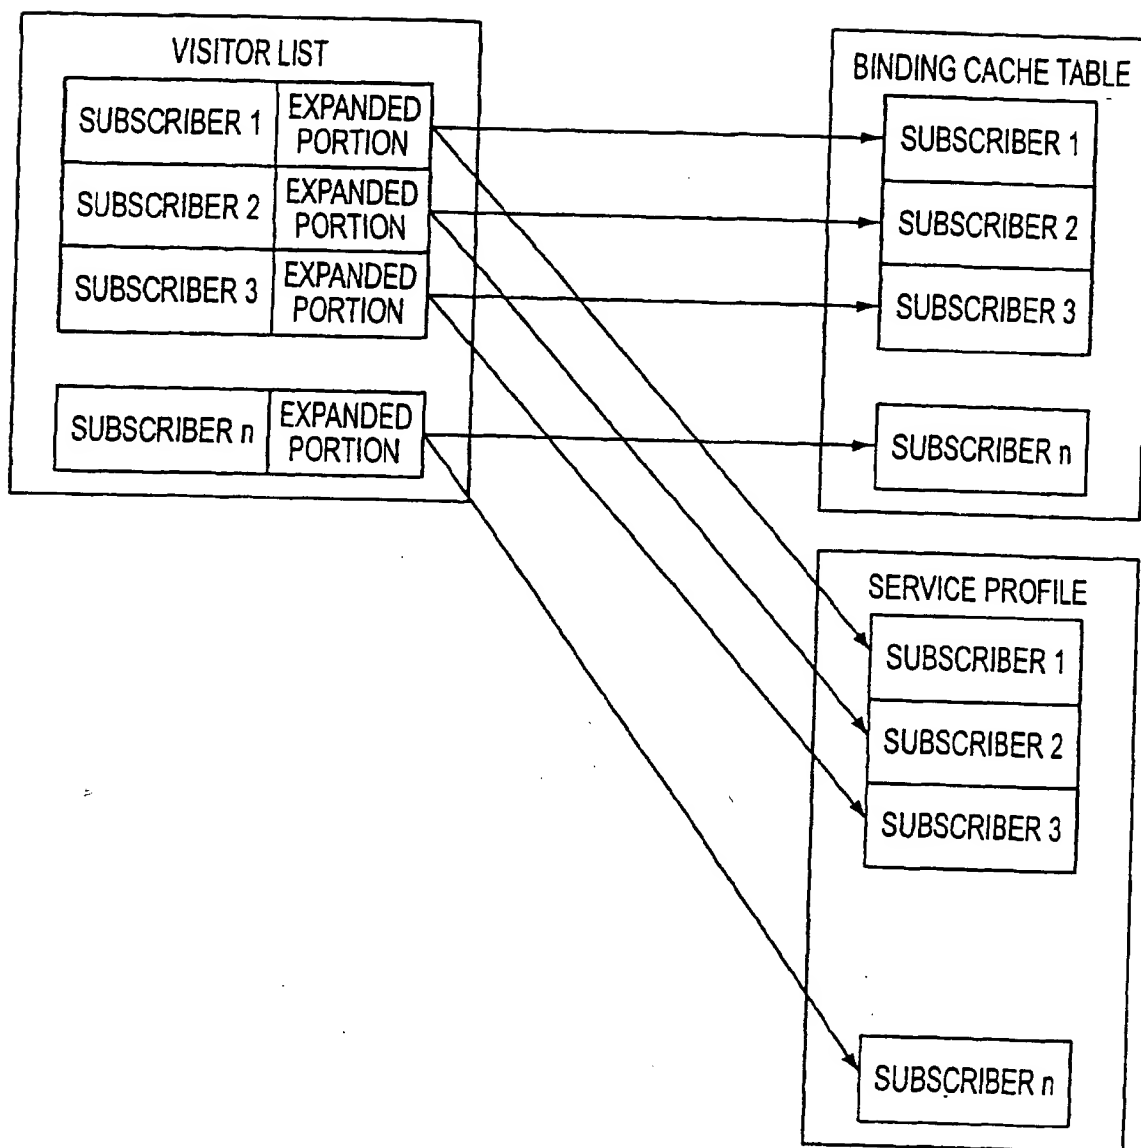 VISITOR LIST
SUBSCRIBER 1
EXPANDED
PORTION
SUBSCRIBER 2
EXPANDED
PORTION
SUBSCRIBER 3
EXPANDED
PORTION
SUBSCRIBER n
EXPANDED
PORTION
BINDING CACHE TABLE
SUBSCRIBER 1
SUBSCRIBER 2
SUBSCRIBER 3
SUBSCRIBER n
SERVICE PROFILE
SUBSCRIBER 1
SUBSCRIBER 2
SUBSCRIBER 3
SUBSCRIBER n